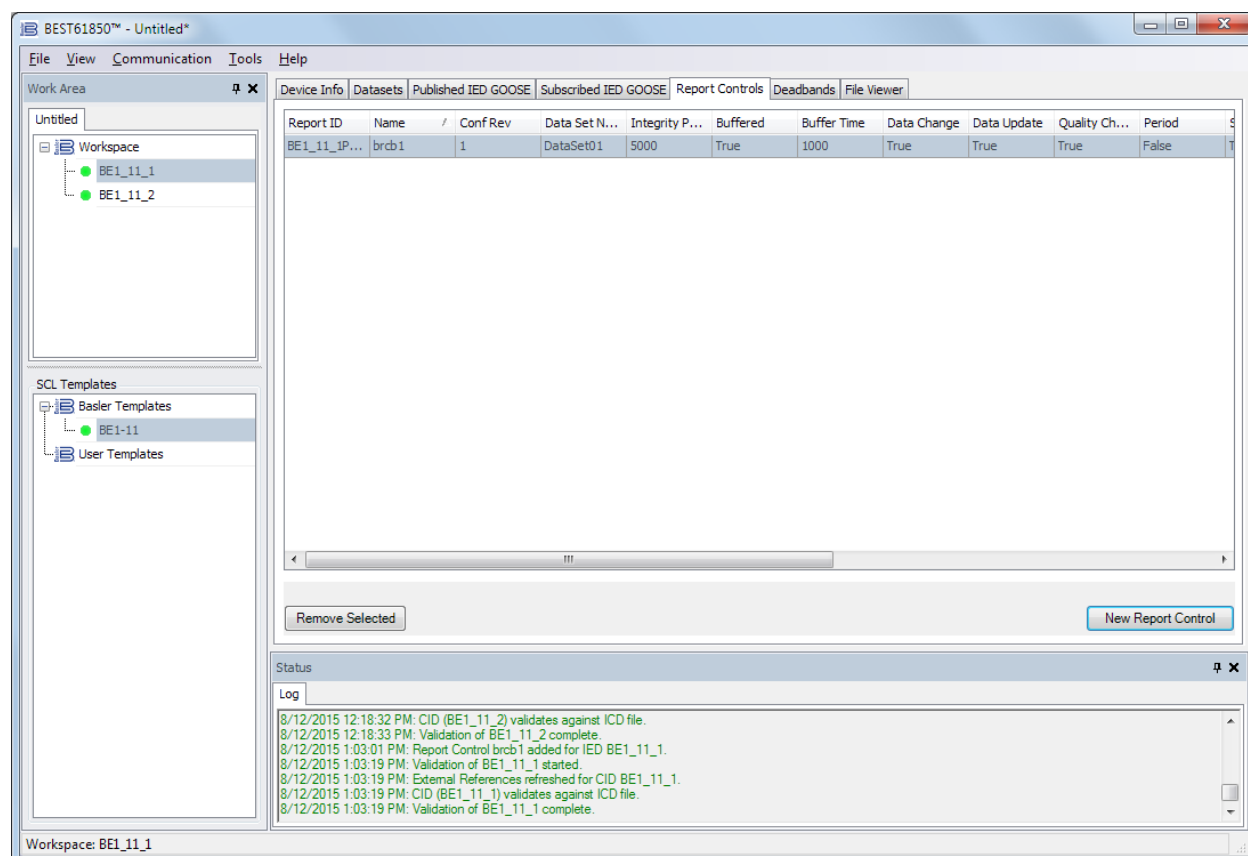 BEST61850™ - Untitled*
File View Communication Tools Help
Work Area
Untitled
Workspace
BE1_11_1
BE1_11_2
SCL Templates
Basler Templates
BE1-11
User Templates
Device Info Datasets Published IED GOOSE Subscribed IED GOOSE Report Controls Deadbands File Viewer
Report ID Name / Conf Rev Data Set N... Integrity P... Buffered Buffer Time Data Change Data Update Quality Ch... Period S
BE1_11_1P... brcb1 1 DataSet01 5000 True 1000 True True True False T
Remove Selected New Report Control
Status
Log
8/12/2015 12:18:32 PM: CID (BE1_11_2) validates against ICD file.
8/12/2015 12:18:33 PM: Validation of BE1_11_2 complete.
8/12/2015 1:03:01 PM: Report Control brcb1 added for IED BE1_11_1.
8/12/2015 1:03:19 PM: Validation of BE1_11_1 started.
8/12/2015 1:03:19 PM: External References refreshed for CID BE1_11_1.
8/12/2015 1:03:19 PM: CID (BE1_11_1) validates against ICD file.
8/12/2015 1:03:19 PM: Validation of BE1_11_1 complete.
Workspace: BE1_11_1